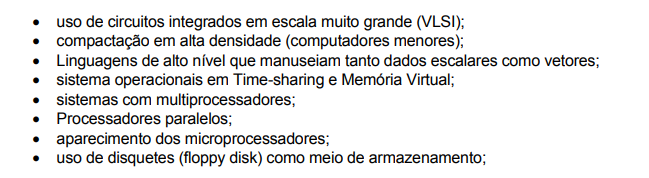 • uso de circuitos integrados em escala muito grande (VLSI);
• compactação em alta densidade (computadores menores);
• Linguagens de alto nível que manuseiam tanto dados escalares como vetores;
• sistema operacionais em Time-sharing e Memória Virtual;
• sistemas com multiprocessadores;
• Processadores paralelos;
• aparecimento dos microprocessadores;
• uso de disquetes (floppy disk) como meio de armazenamento;